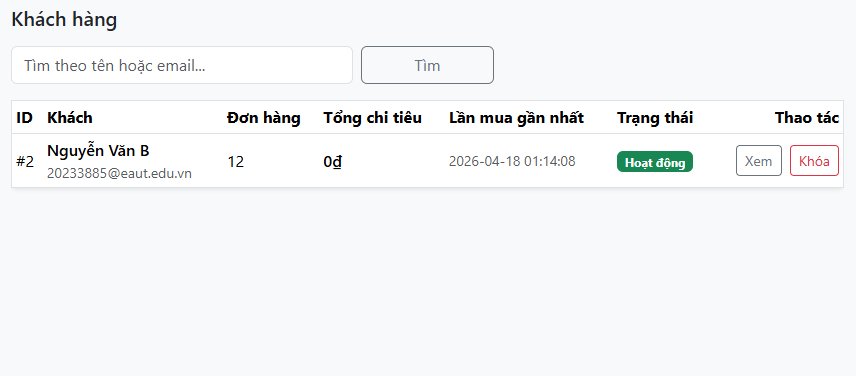 Khách hàng
Tìm theo tên hoặc email...
Tìm
ID Khách Đơn hàng Tổng chi tiêu Lần mua gần nhất Trạng thái Thao tác
#2 Nguyễn Văn B 12 0₫ 2026-04-18 01:14:08 Hoạt động Xem Khóa
20233885@eaut.edu.vn